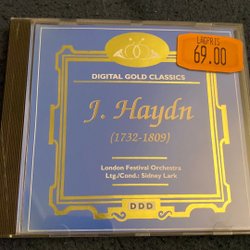 LÅGPRIS
69.00
DIGITAL GOLD CLASSICS
J. Haydn
(1732-1809)
London Festival Orchestra
Ltg./Cond.: Sidney Lark
DDD